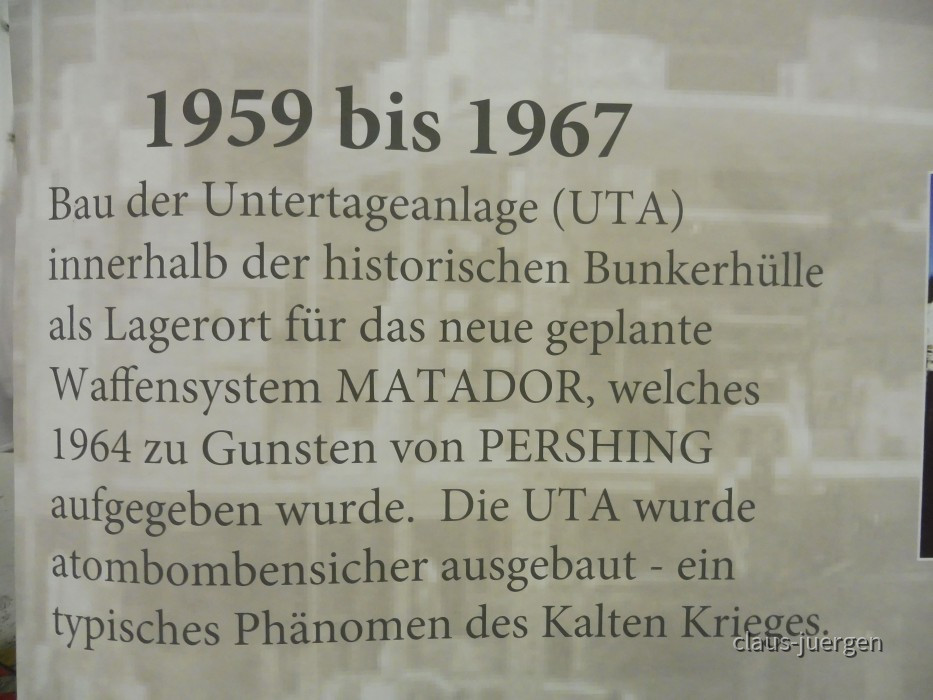 1959 bis 1967
Bau der Untertageanlage (UTA)
innerhalb der historischen Bunkerhülle
als Lagerort für das neue geplante
Waffensystem MATADOR, welches
1964 zu Gunsten von PERSHING
aufgegeben wurde.  Die UTA wurde
atombombensicher ausgebaut - ein
typisches Phänomen des Kalten Krieges.
claus-juergen